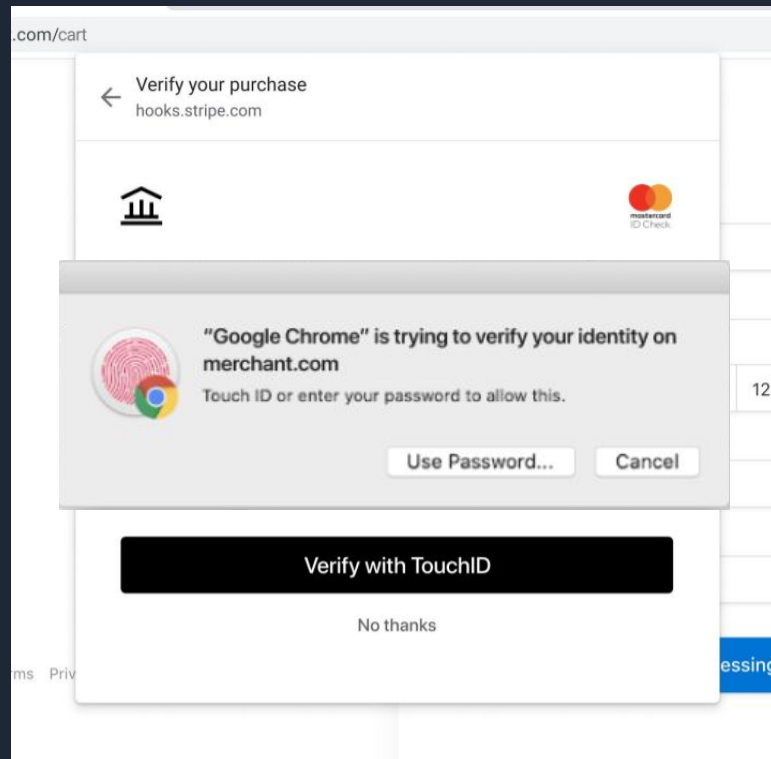 .com/cart
Verify your purchase
hooks.stripe.com
mastercard
ID Check
“Google Chrome” is trying to verify your identity on
merchant.com
Touch ID or enter your password to allow this.
12
Use Password...
Cancel
Verify with TouchID
No thanks
rms Priv
essing